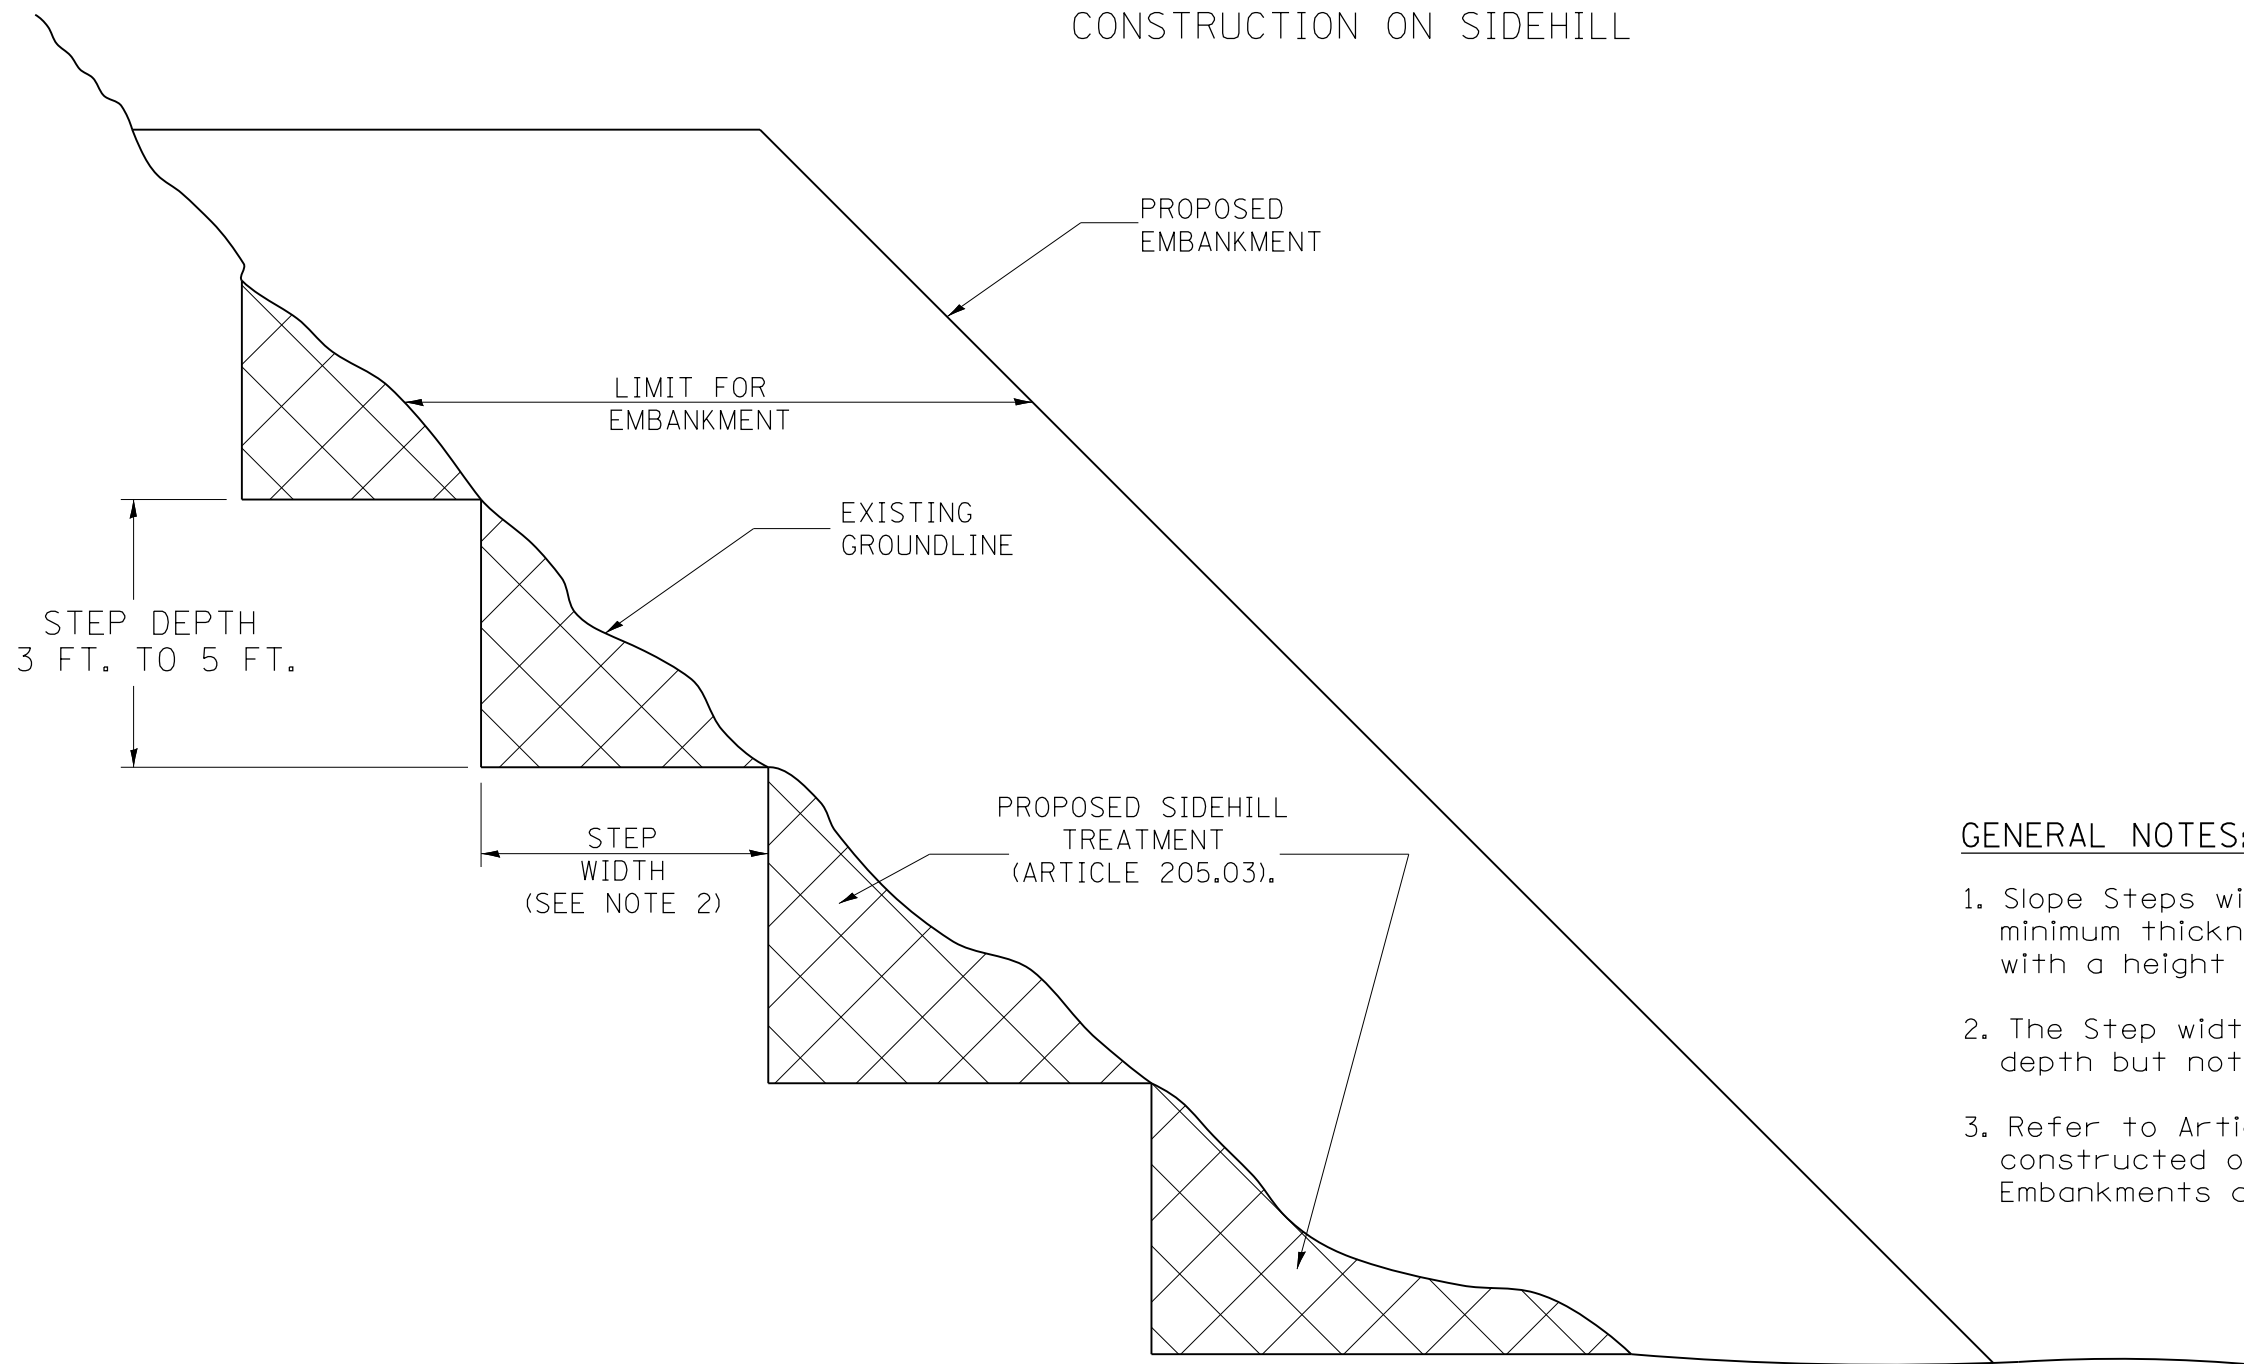 CONSTRUCTION ON SIDEHILL
PROPOSED
EMBANKMENT
LIMIT FOR
EMBANKMENT
EXISTING
GROUNDLINE
STEP DEPTH
3 FT. TO 5 FT.
STEP
WIDTH
(SEE NOTE 2)
PROPOSED SIDEHILL
TREATMENT
(ARTICLE 205.03).
GENERAL NOTES:
1. Slope Steps
minimum
with a height
2. The Step
depth but not
3. Refer to
constructed
Embankments